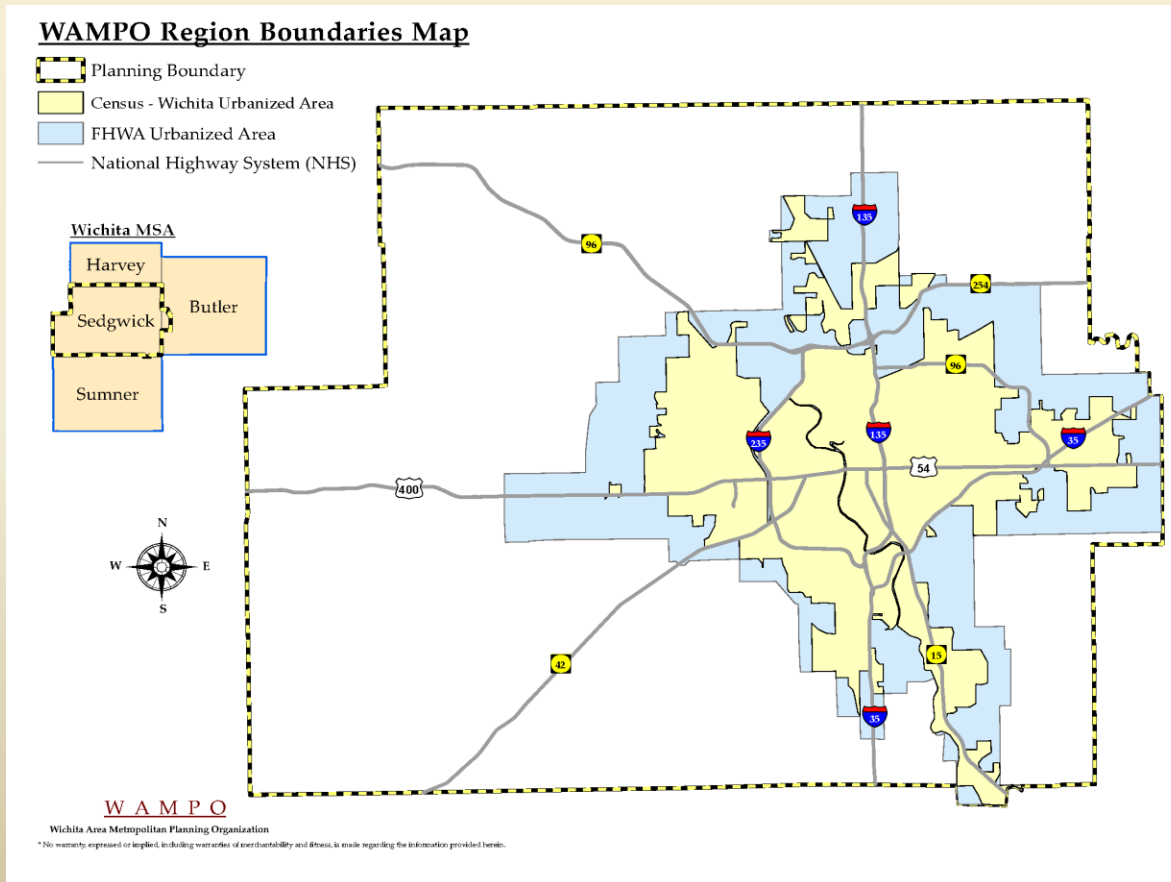 WAMPO Region Boundaries Map
Planning Boundary
Census - Wichita Urbanized Area
FHWA Urbanized Area
National Highway System (NHS)
Wichita MSA
Harvey
Butler
Sedgwick
Sumner
135
96
254
96
235
135
35
54
400
N
W E
S
42
15
35
WAMPO
Wichita Area Metropolitan Planning Organization
* No warranty, expressed or implied, including warranties of merchantability and fitness, is made regarding the information provided herein.